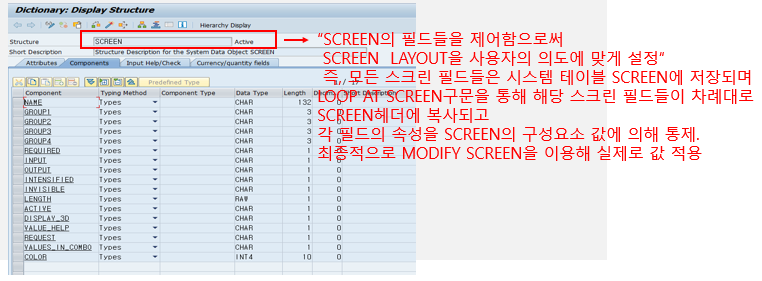 Dictionary: Display Structure
Hierarchy Display
Structure SCREEN Active
Short Description Structure Description for the System Data Object SCREEN
Attributes Components Input Help/Check Currency/quantity fields
Predefined Type
Component Typing Method Component Type Data Type Length Short Description
NAME Types CHAR 132 0
GROUP1 Types CHAR 3 0
GROUP2 Types CHAR 3 0
GROUP3 Types CHAR 3 0
GROUP4 Types CHAR 3 0
REQUIRED Types CHAR 1 0
INPUT Types CHAR 1 0
OUTPUT Types CHAR 1 0
INTENSIFIED Types CHAR 1 0
INVISIBLE Types CHAR 1 0
LENGTH Types RAW 1 0
ACTIVE Types CHAR 1 0
DISPLAY_3D Types CHAR 1 0
VALUE_HELP Types CHAR 1 0
REQUEST Types CHAR 1 0
VALUES_IN_COMBO Types CHAR 1 0
COLOR Types INT4 10 0
“SCREEN의 필드들을 제어함으로써
SCREEN LAYOUT을 사용자의 의도에 맞게 설정“
즉, 모든 스크린 필드들은 시스템 테이블 SCREEN에 저장되며
LOOP AT SCREEN구문을 통해 해당 스크린 필드들이 차례대로
SCREEN헤더에 복사되고
각 필드의 속성을 SCREEN의 구성요소 값에 의해 통제.
최종적으로 MODIFY SCREEN을 이용해 실제로 값 적용